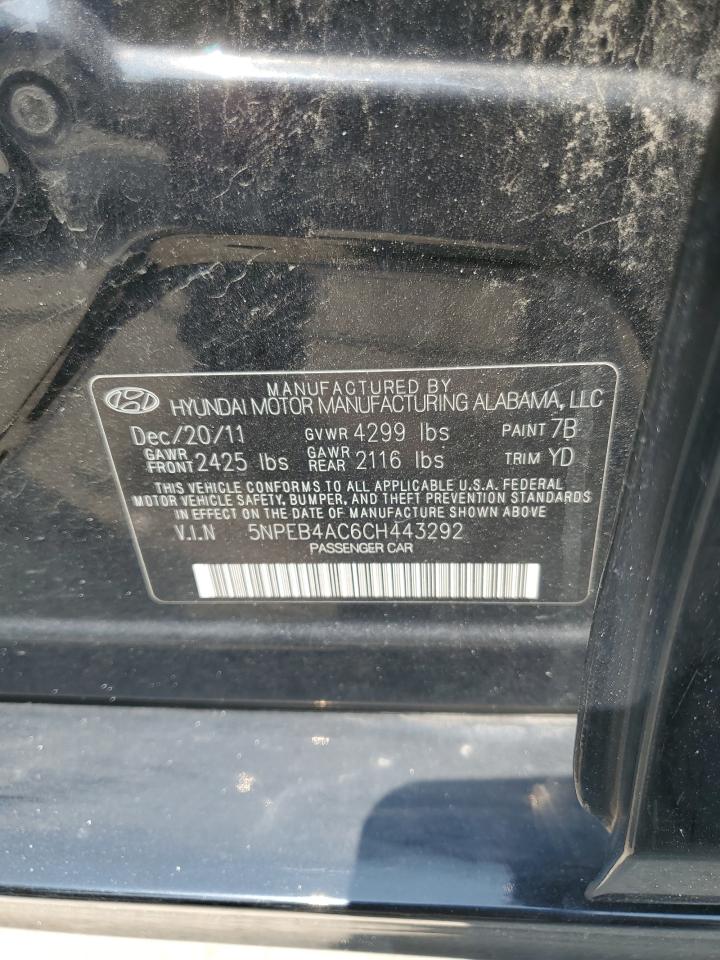 MANUFACTURED BY
HYUNDAI MOTOR MANUFACTURING ALABAMA, LLC
Dec/20/11 GVWR 4299 lbs PAINT 7B
GAWR FRONT 2425 lbs GAWR REAR 2116 lbs TRIM YD
THIS VEHICLE CONFORMS TO ALL APPLICABLE U.S.A. FEDERAL
MOTOR VEHICLE SAFETY, BUMPER, AND THEFT PREVENTION STANDARDS
IN EFFECT ON THE DATE OF MANUFACTURE SHOWN ABOVE
V.I.N 5NPEB4AC6CH443292
PASSENGER CAR